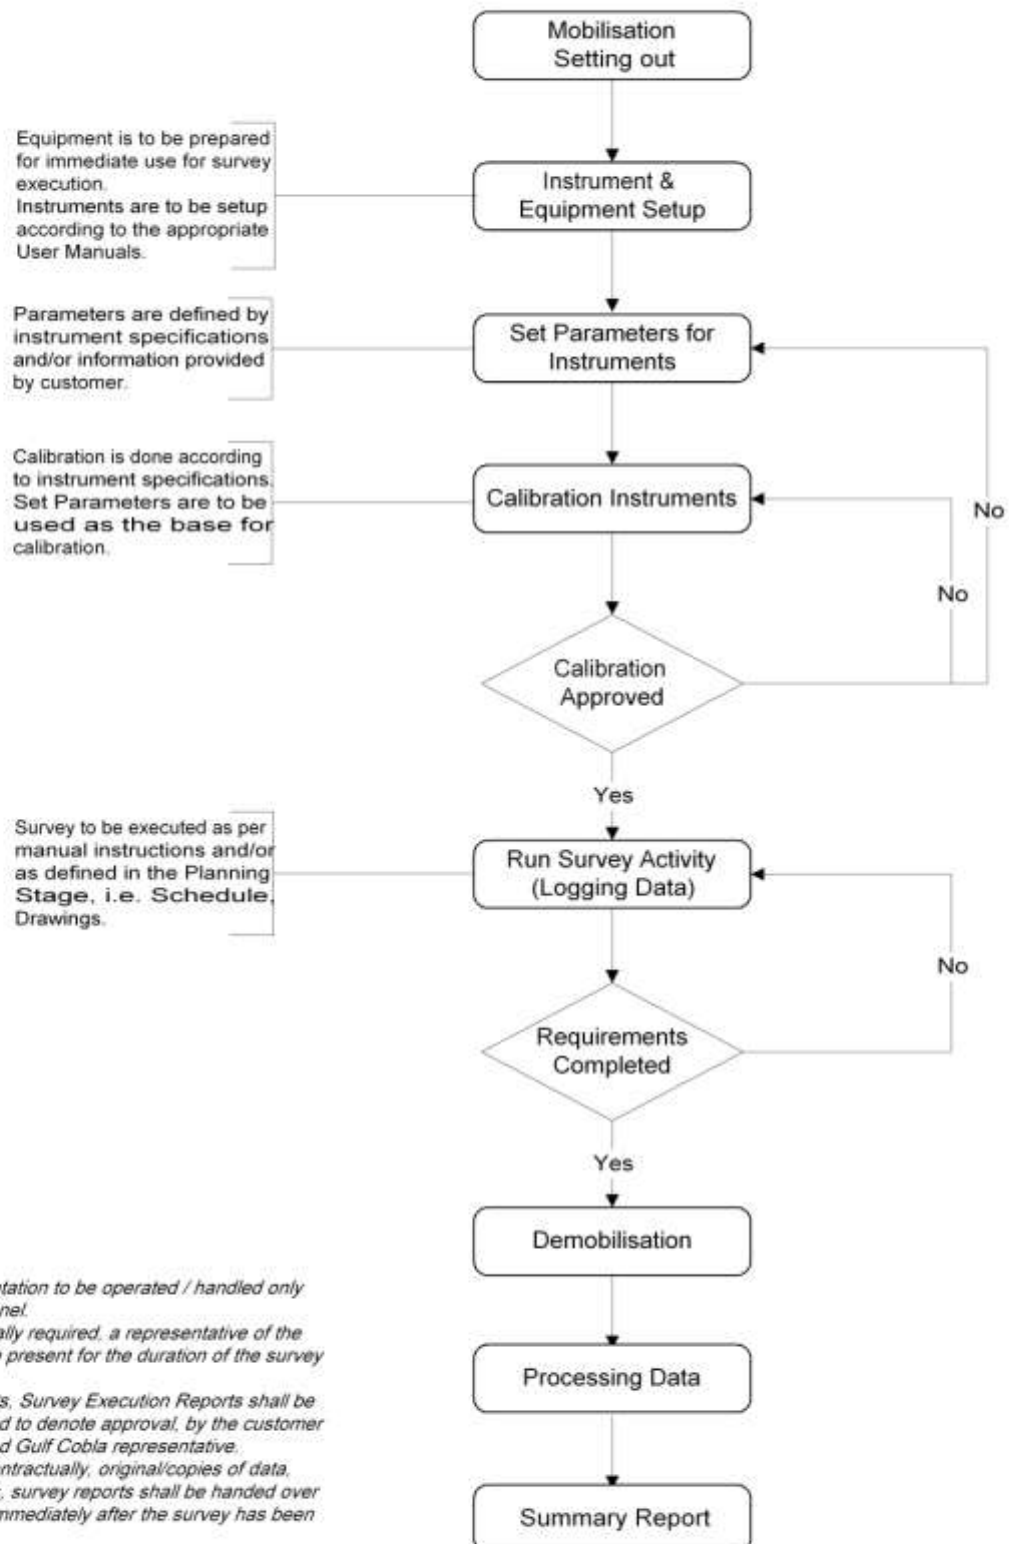 Mobilisation
Setting out
Equipment is to be prepared
for immediate use for survey
execution.
Instruments are to be setup
according to the appropriate
User Manuals.
Instrument &
Equipment Setup
Parameters are defined by
instrument specifications
and/or information provided
by customer.
Set Parameters for
Instruments
Calibration is done according
to instrument specifications.
Set Parameters are to be
used as the base for
calibration.
Calibration Instruments
No
No
Calibration
Approved
Yes
Survey to be executed as per
manual instructions and/or
as defined in the Planning
Stage, i.e. Schedule,
Drawings.
Run Survey Activity
(Logging Data)
No
Requirements
Completed
Yes
Demobilisation
to be operated / handled only
required, a representative of the
present for the duration of the survey
Survey Execution Reports shall be
to denote approval, by the customer
Gulf Cobla representative.
original/copies of data,
survey reports shall be handed over
immediately after the survey has been
Processing Data
Summary Report